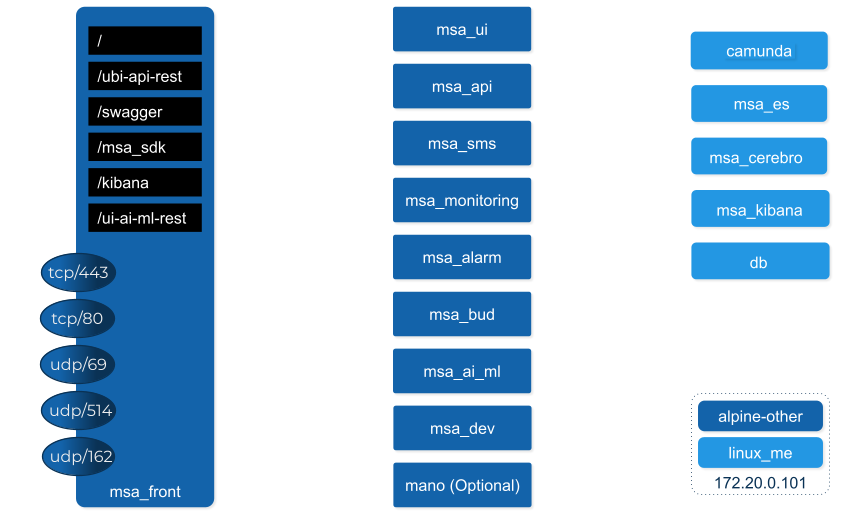 /
/ubi-api-rest
/swagger
/msa_sdk
/kibana
/ui-ai-ml-rest
tcp/443
tcp/80
udp/69
udp/514
udp/162
msa_front
msa_ui
msa_api
msa_sms
msa_monitoring
msa_alarm
msa_bud
msa_ai_ml
msa_dev
mano (Optional)
camunda
msa_es
msa_cerebro
msa_kibana
db
alpine-other
linux_me
172.20.0.101